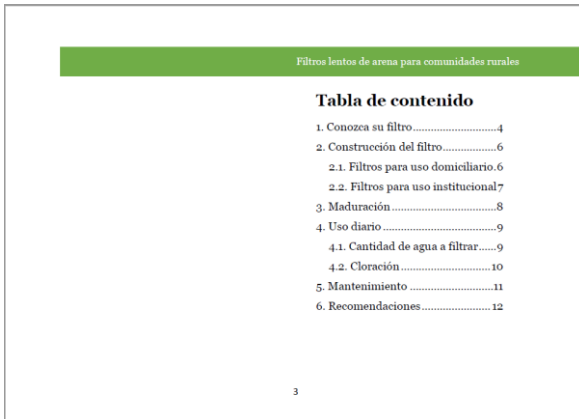 Filtros lentos de arena para comunidades rurales
Tabla de contenido
1. Conozca su filtro............................4
2. Construcción del filtro..................6
2.1. Filtros para uso domiciliario.6
2.2. Filtros para uso institucional7
3. Maduración...................................8
4. Uso diario ......................................9
4.1. Cantidad de agua a filtrar......9
4.2. Cloración..............................10
5. Mantenimiento ............................11
6. Recomendaciones.......................12
3